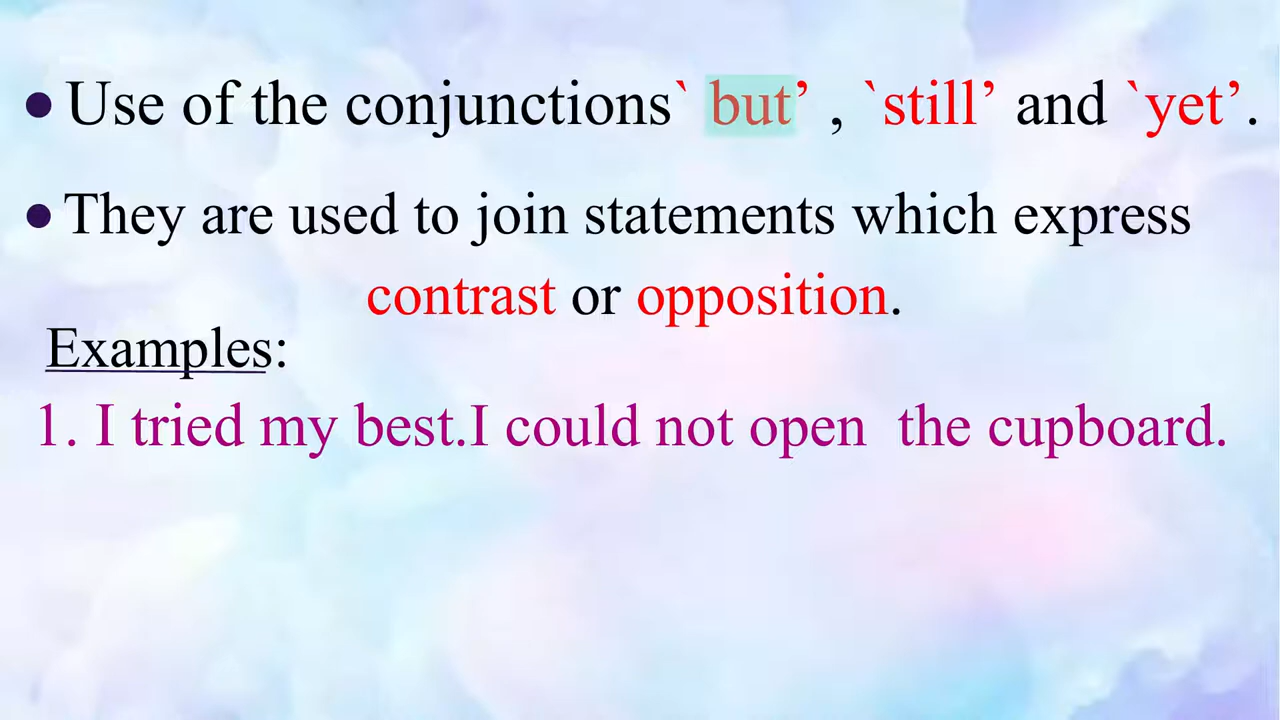 • Use of the conjunctions` but’ , `still’ and `yet’.
• They are used to join statements which express
contrast or opposition.
Examples:
1. I tried my best.I could not open  the cupboard.